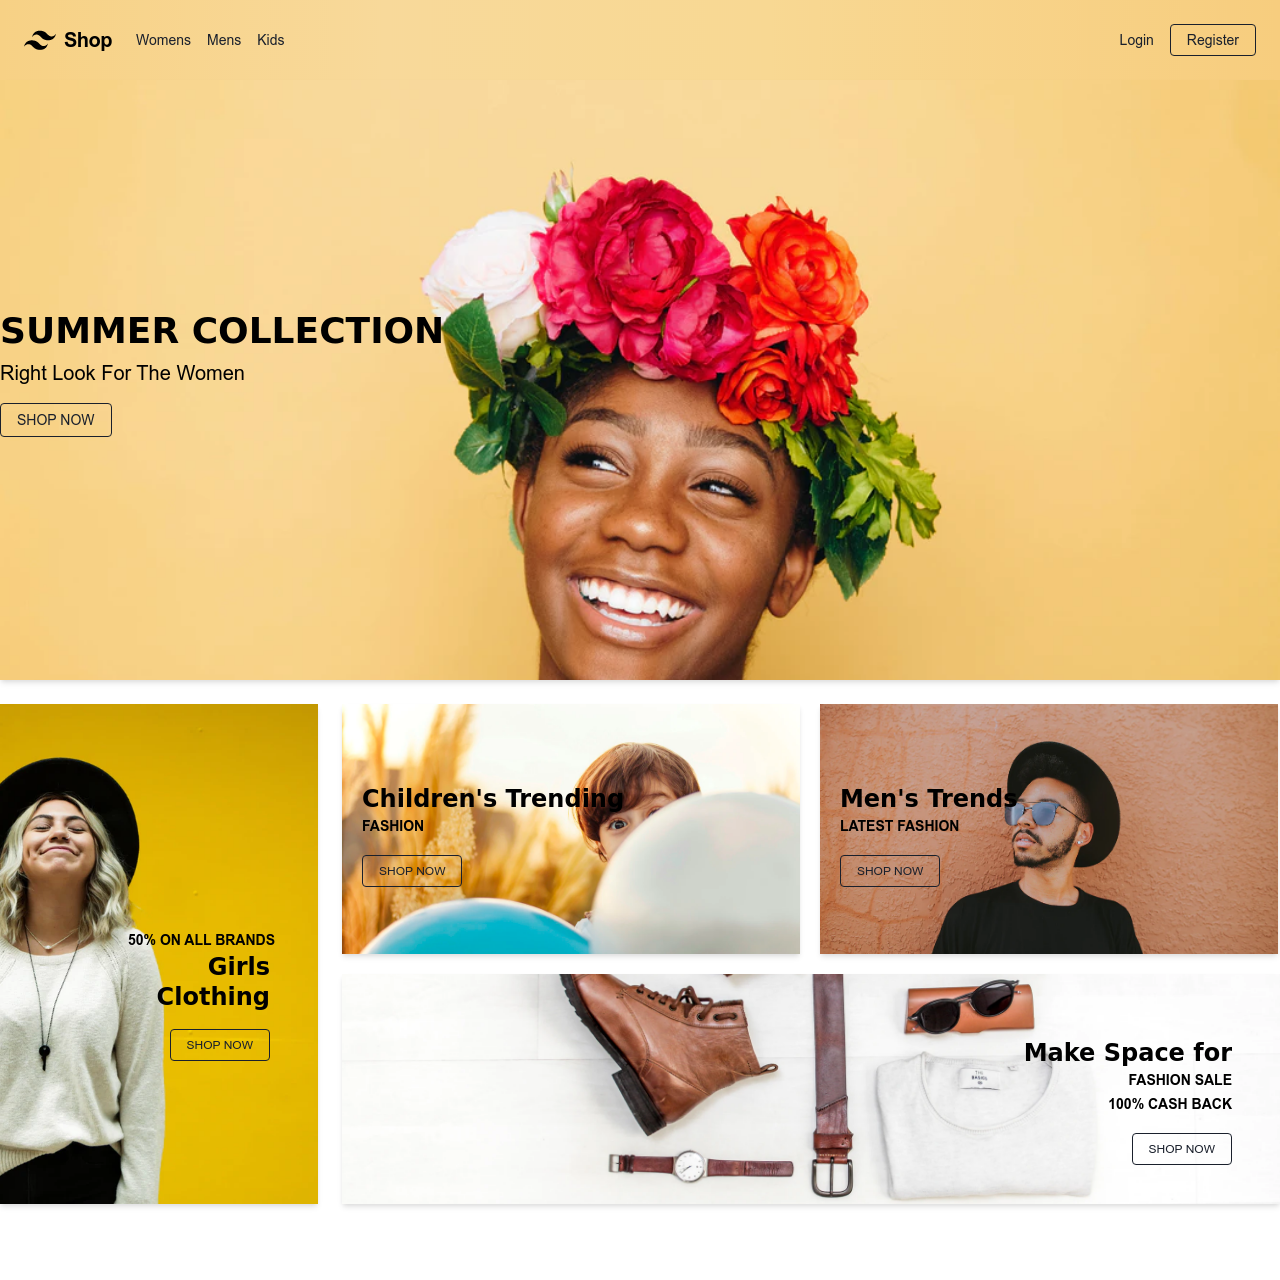 Shop
Womens
Mens
Kids
Login
Register
SUMMER COLLECTION
Right Look For The Women
SHOP NOW
50% ON ALL BRANDS
Girls
Clothing
SHOP NOW
Children's Trending
FASHION
SHOP NOW
Men's Trends
LATEST FASHION
SHOP NOW
Make Space for
FASHION SALE
100% CASH BACK
SHOP NOW